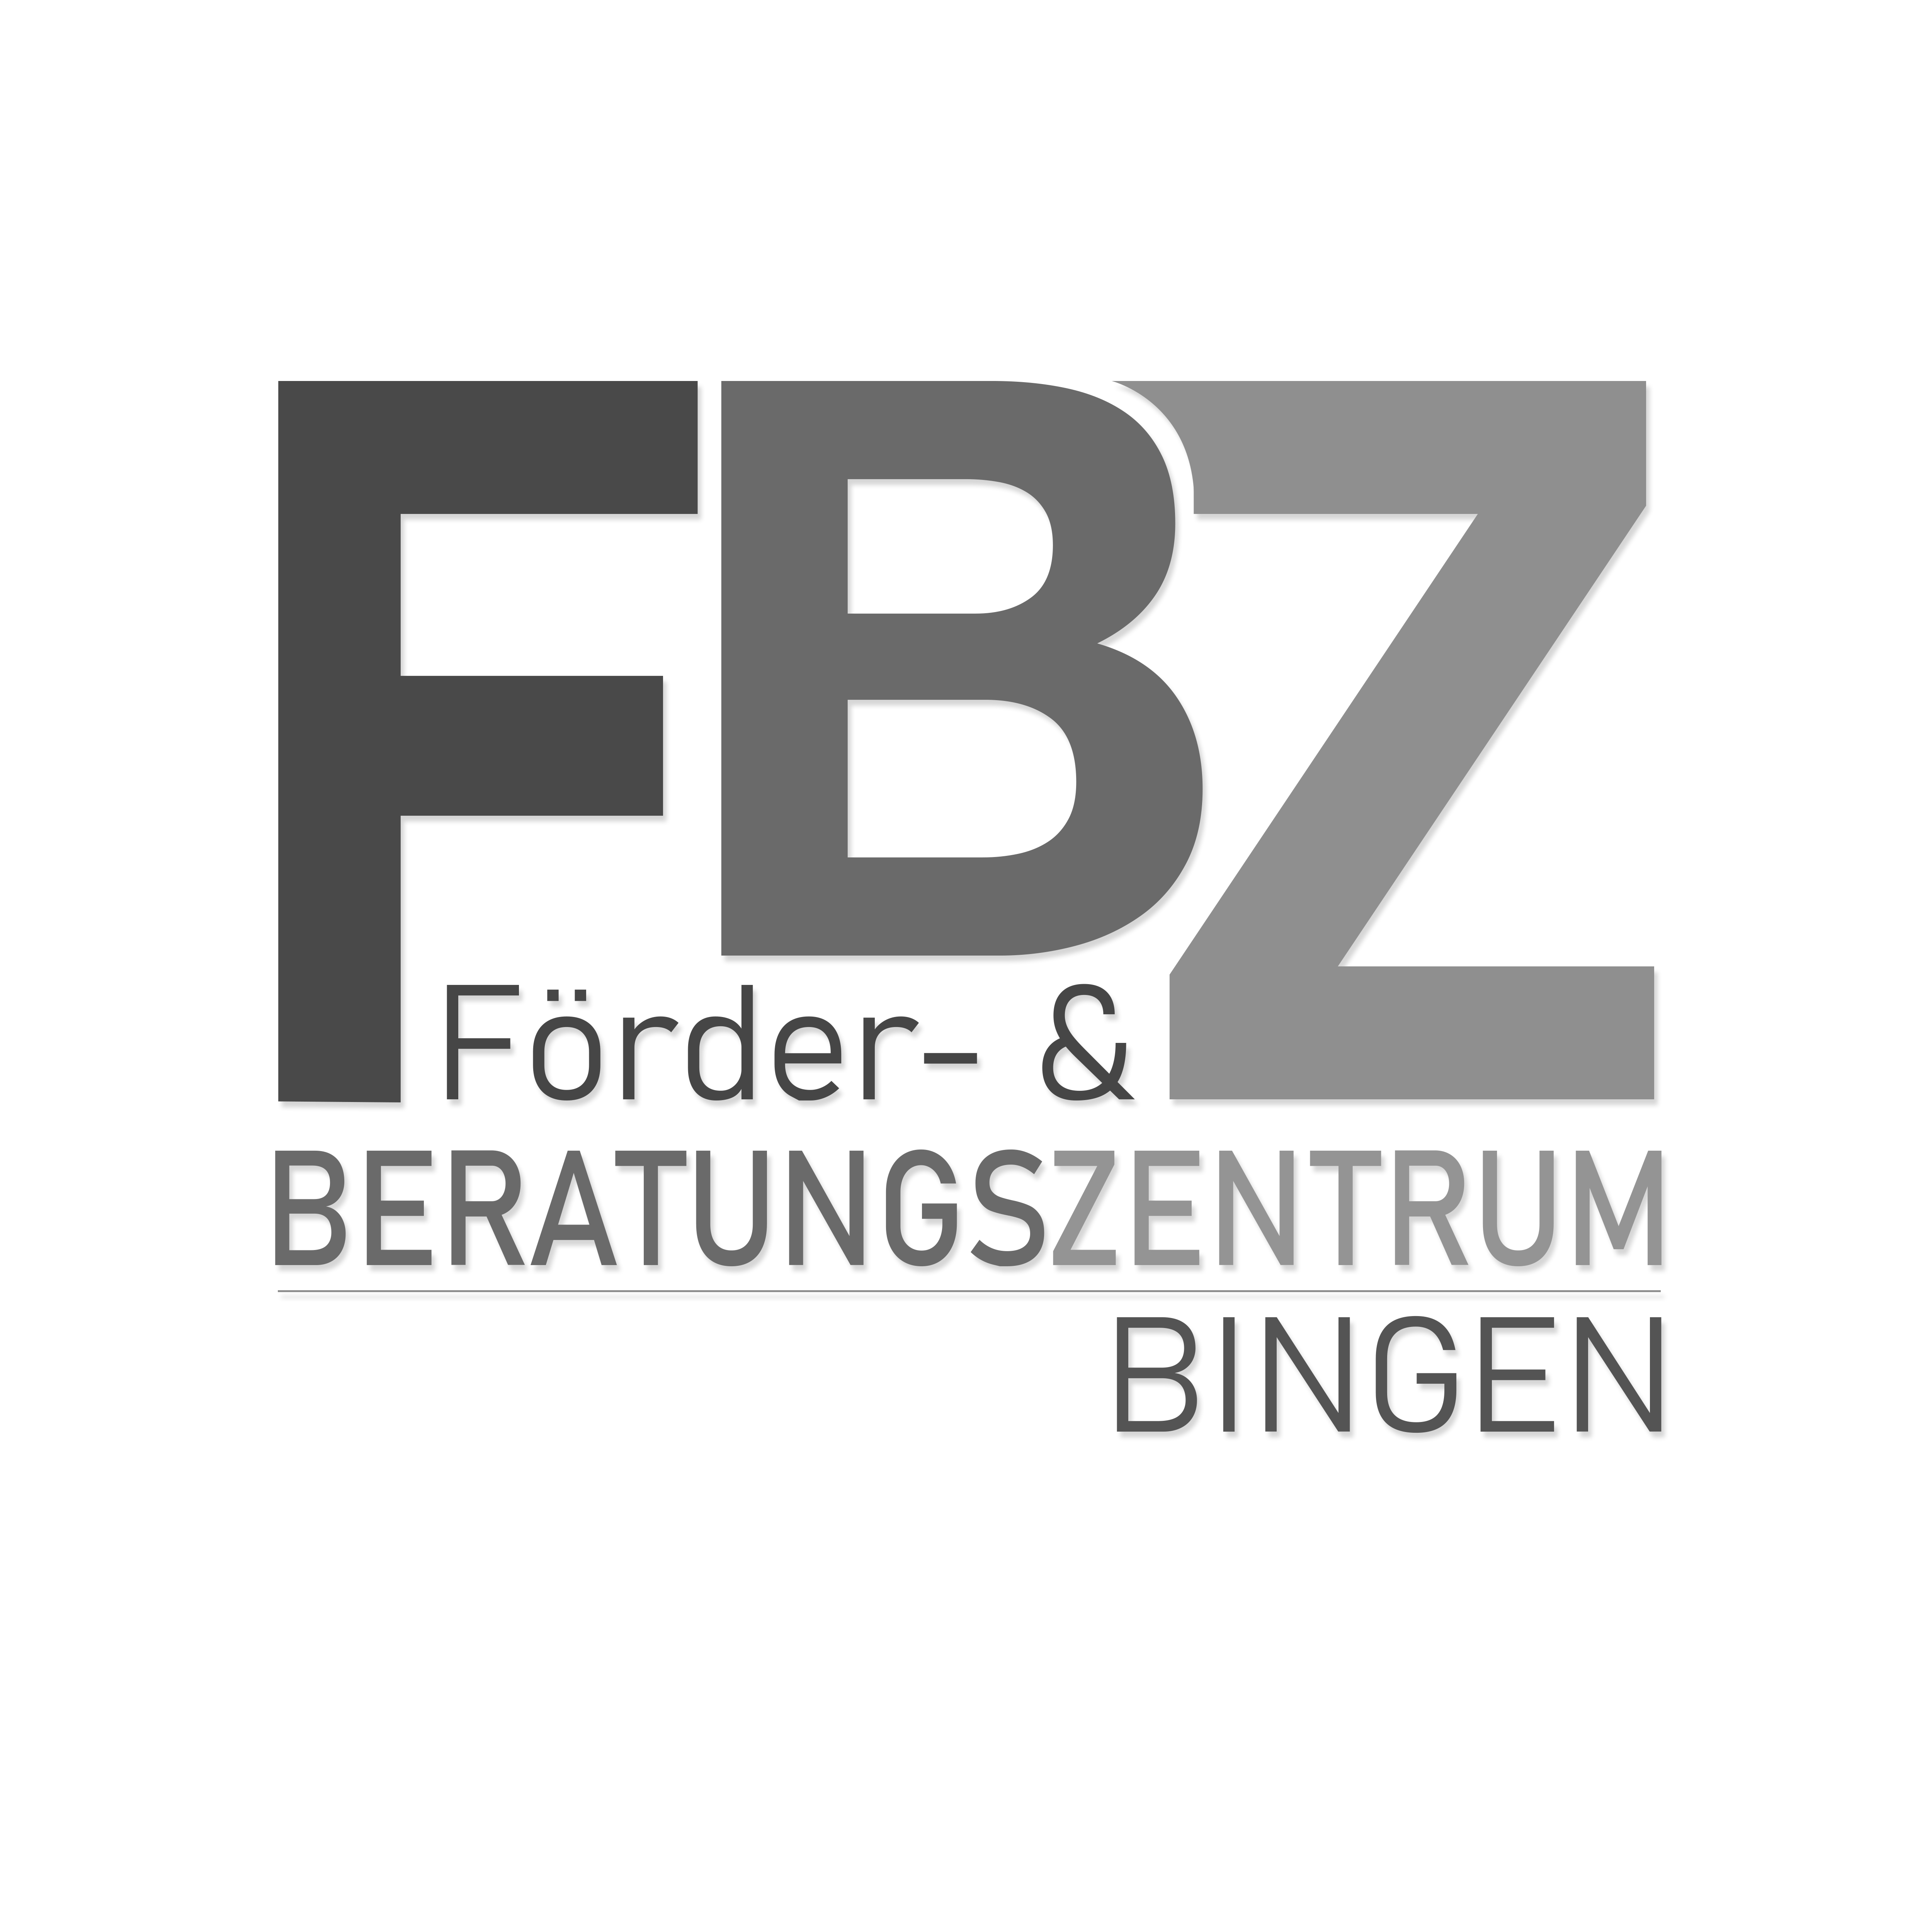 FBZ
Förder- &
BERATUNGSZENTRUM
BINGEN